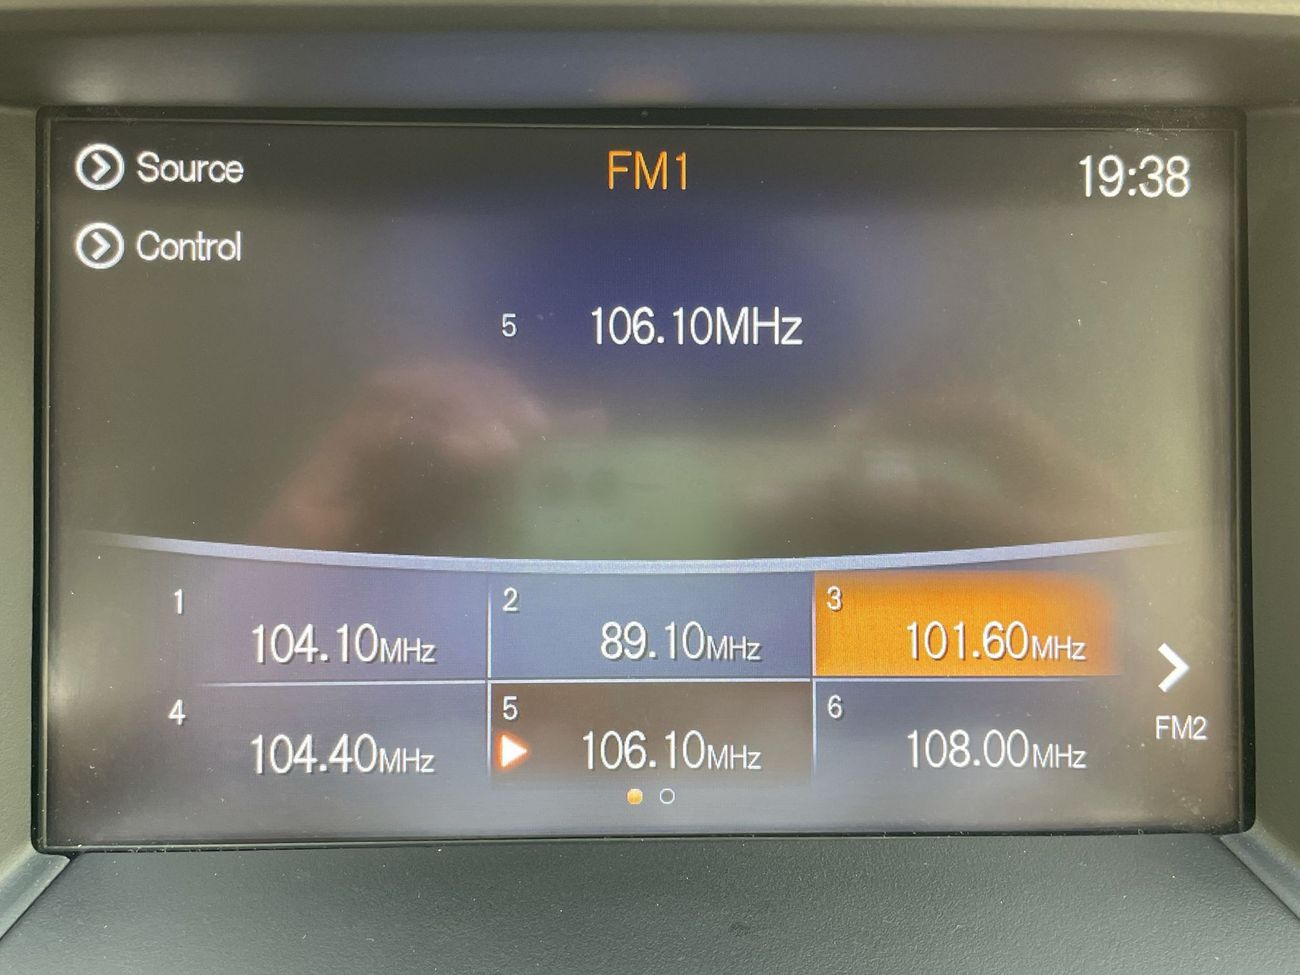 Source
FM1
19:38
Control
5 106.10MHz
1 104.10MHz
2 89.10MHz
3 101.60MHz
4 104.40MHz
5 106.10MHz
6 108.00MHz
FM2